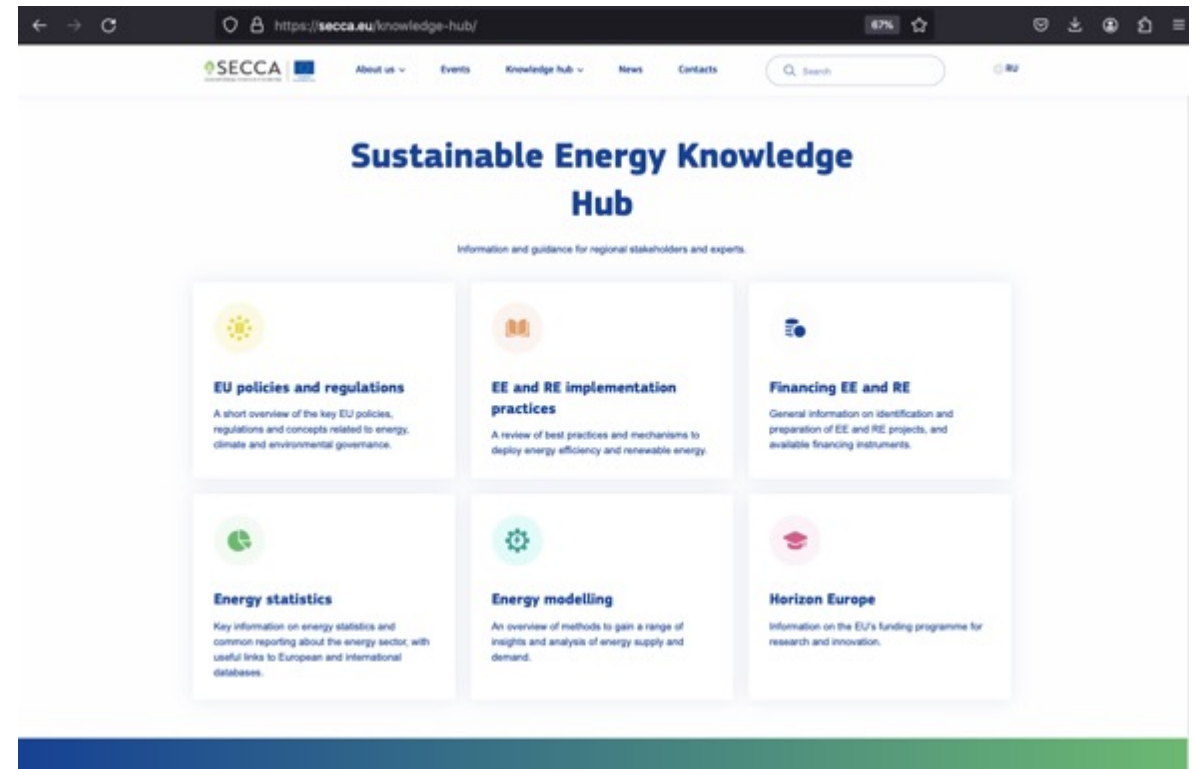 https://secca.eu/knowledge-hub/
67%
SECCA
About us
Events
Knowledge hub
News
Contacts
Search
RU
Sustainable Energy Knowledge
Hub
Information and guidance for regional stakeholders and experts.
EU policies and regulations
A short overview of the key EU policies,
regulations and concepts related to energy,
climate and environmental governance.
EE and RE implementation
practices
A review of best practices and mechanisms to
deploy energy efficiency and renewable energy.
Financing EE and RE
General information on identification and
preparation of EE and RE projects, and
available financing instruments.
Energy statistics
Key information on energy statistics and
common reporting about the energy sector, with
useful links to European and international
databases.
Energy modelling
An overview of methods to gain a range of
insights and analysis of energy supply and
demand.
Horizon Europe
Information on the EU's funding programme for
research and innovation.